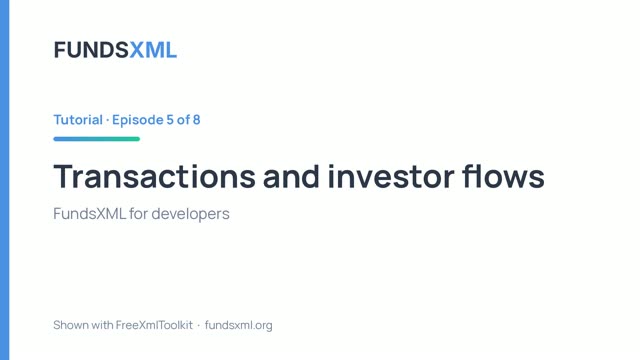 FUNDSXML
Tutorial · Episode 5 of 8
Transactions and investor flows
FundsXML for developers
Shown with FreeXmlToolkit · fundsxml.org